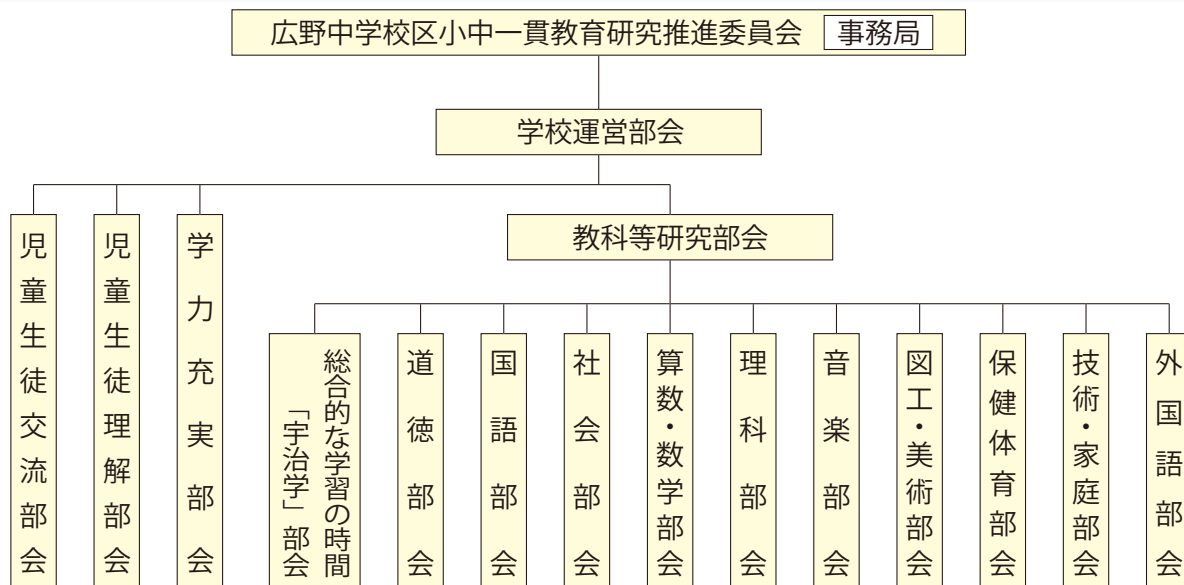 広野中学校区小中一貫教育研究推進委員会 事務局
学校運営部会
教科等研究部会
児童生徒交流部会
児童生徒理解部会
学力充実部会
総合的な学習の時間
「宇治学」部会
道徳部会
国語部会
社会部会
算数・数学部会
理科部会
音楽部会
図工・美術部会
保健体育部会
技術・家庭部会
外国語部会